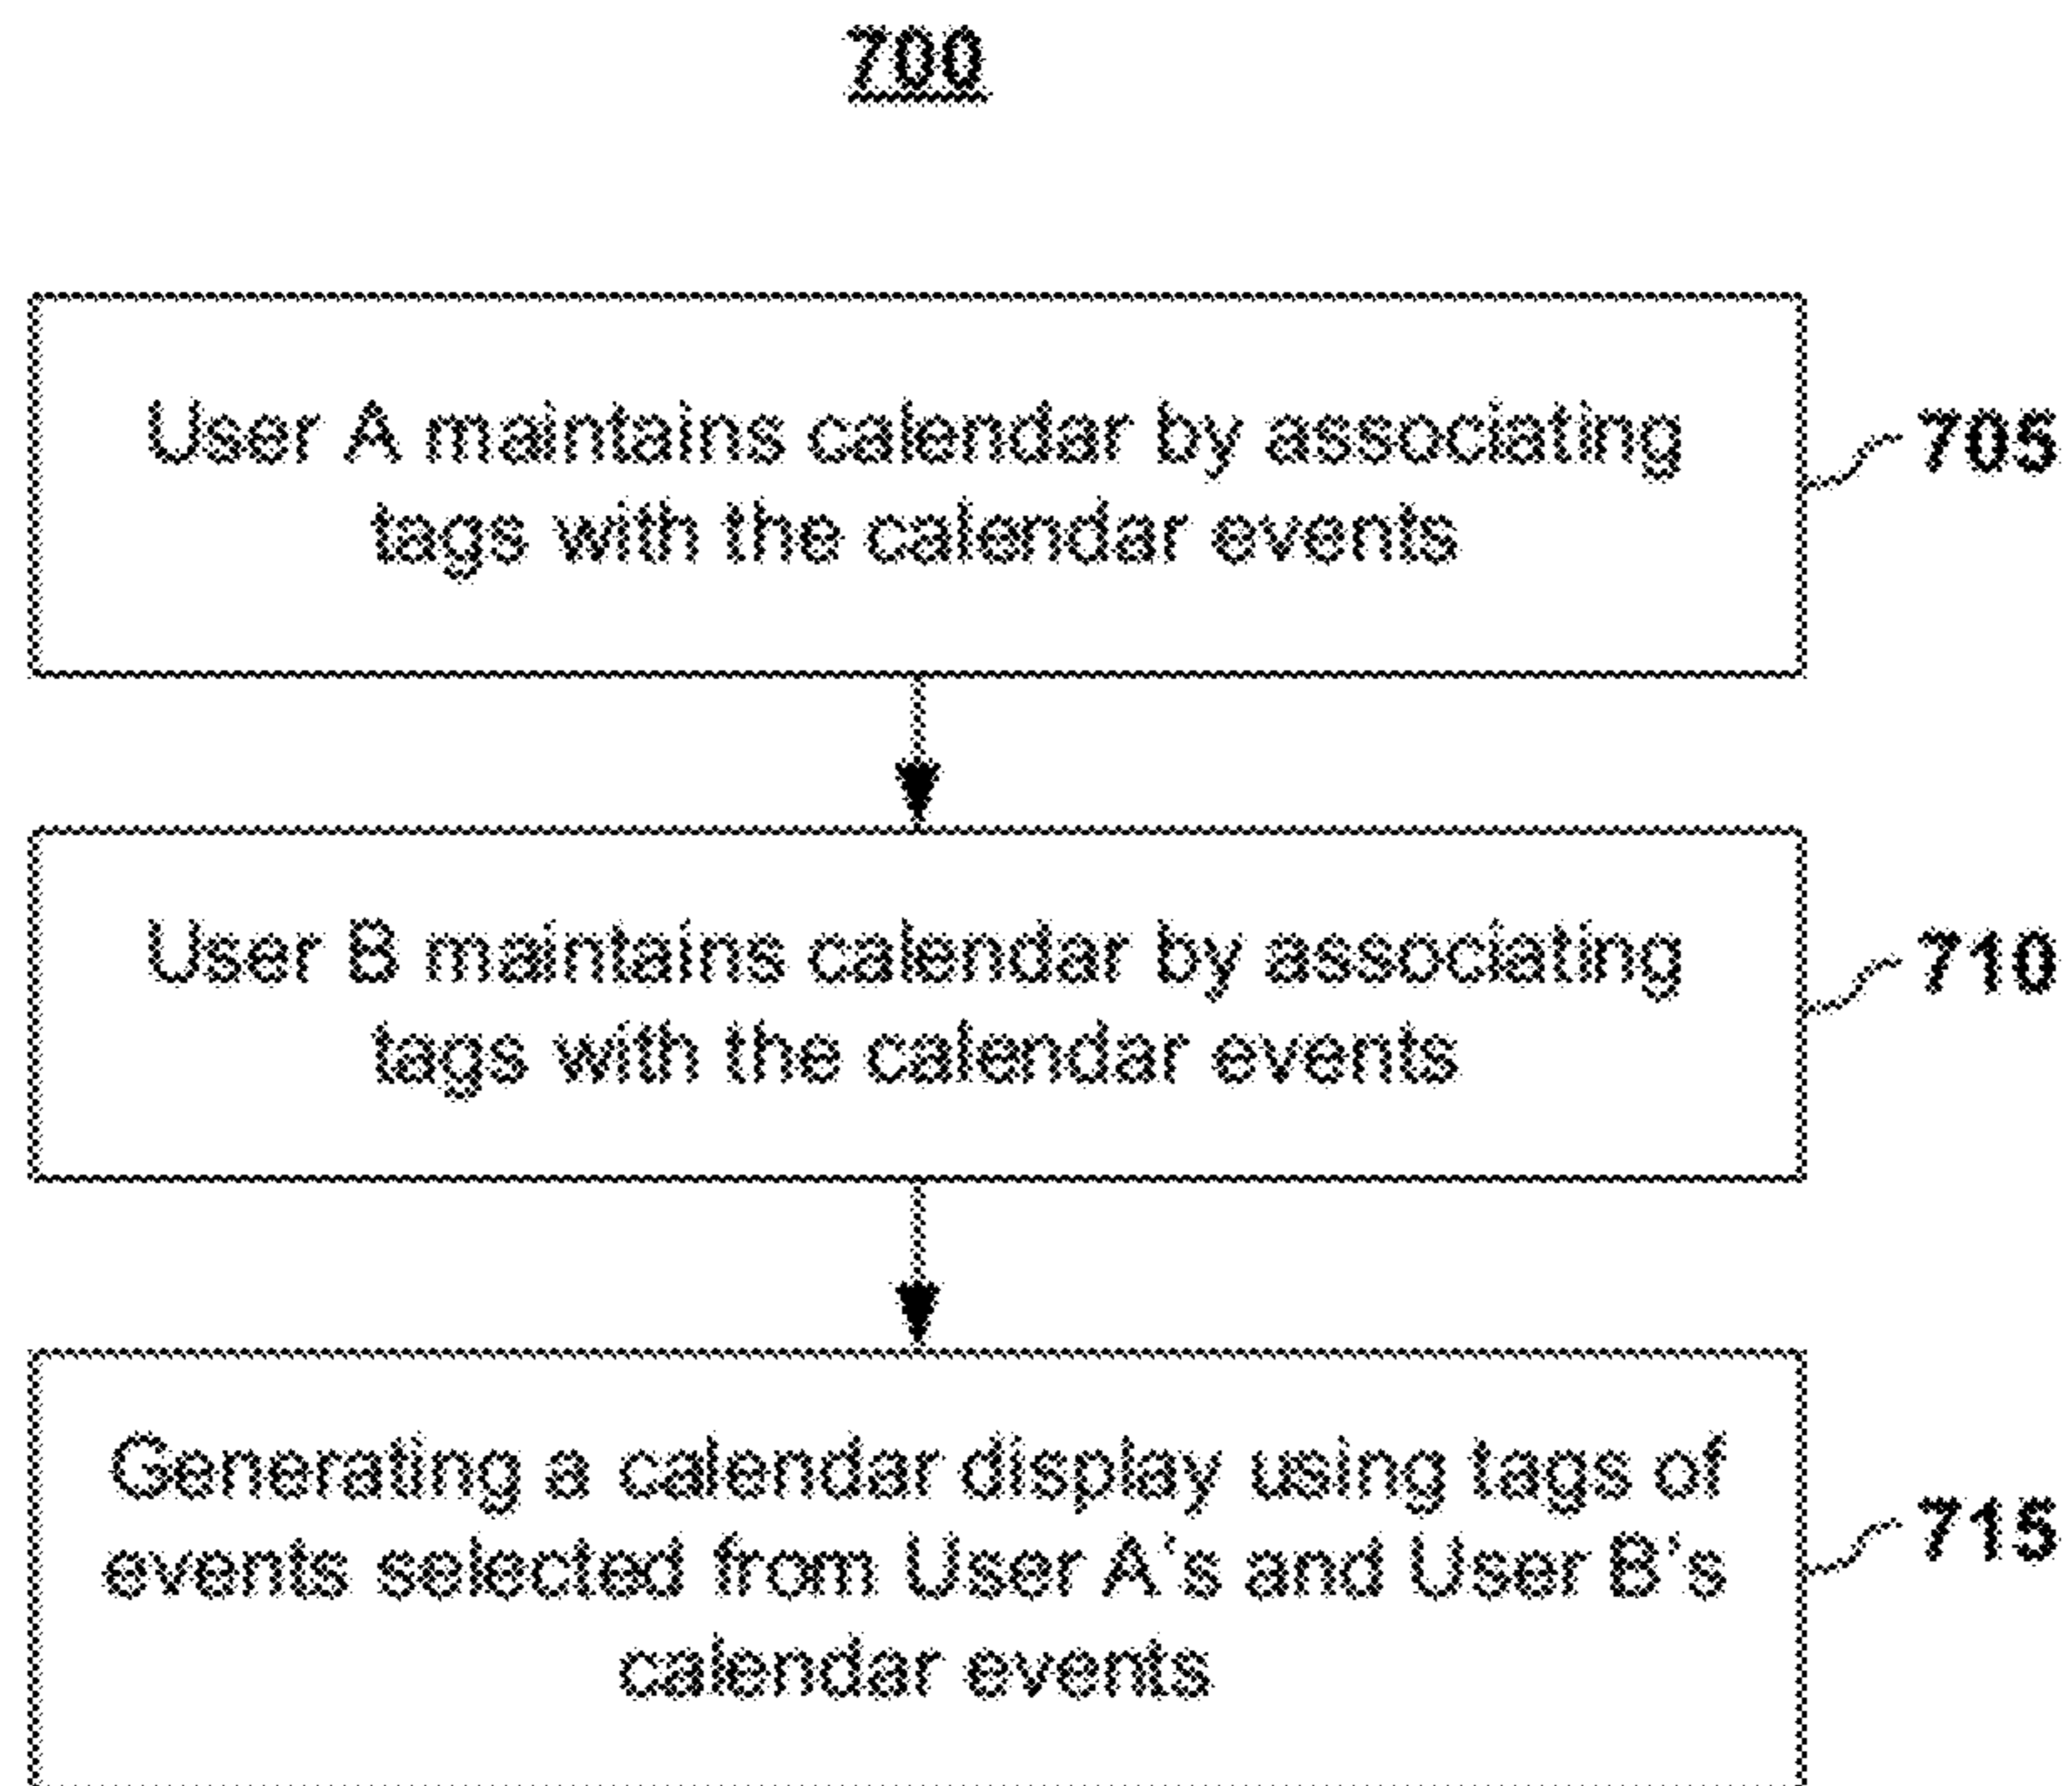 700
User A maintains calendar by associating
tags with the calendar events
705
User B maintains calendar by associating
tags with the calendar events
710
Generating a calendar display using tags of
events selected from User A's and User B's
calendar events
715